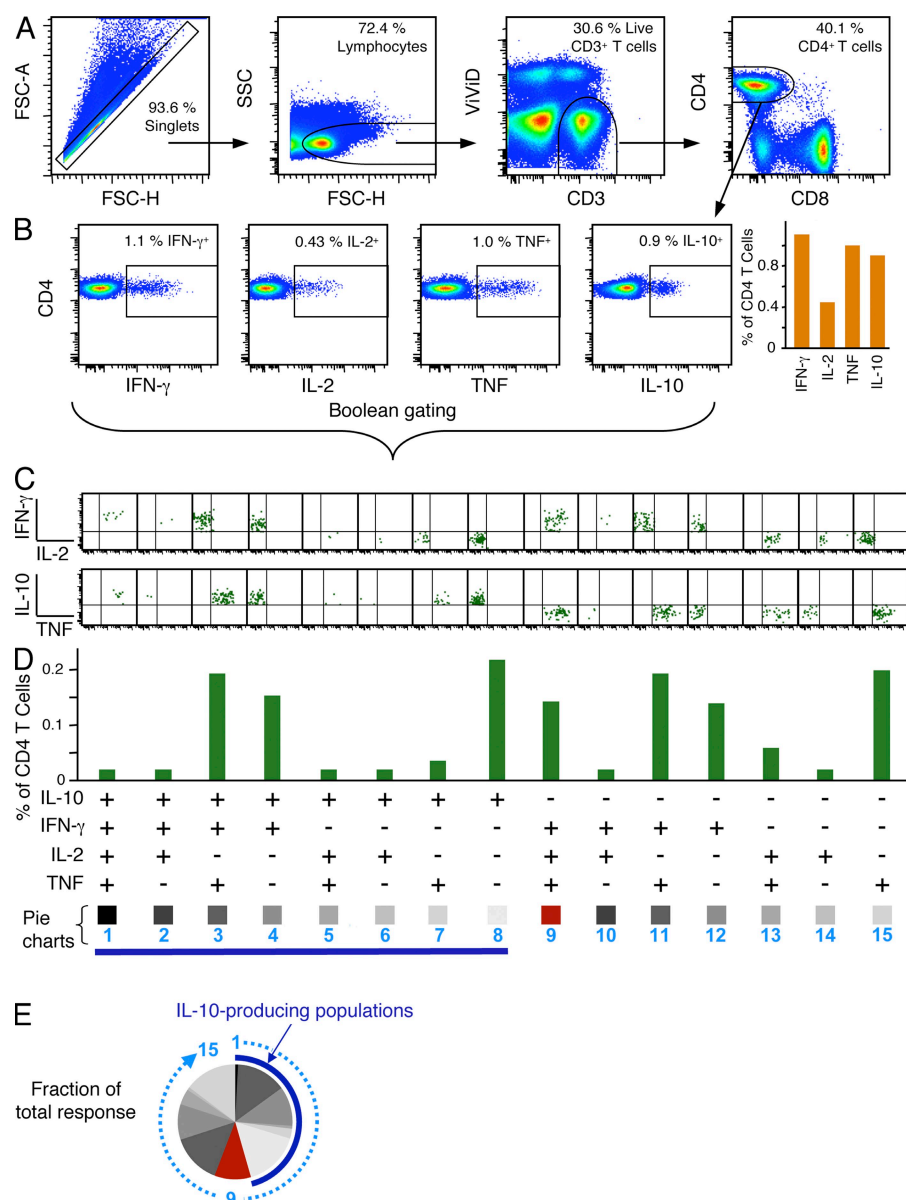 A
FSC-A
93.6 %
Singlets
FSC-H
SSC
72.4 %
Lymphocytes
FSC-H
ViViD
30.6 % Live
CD3+ T cells
CD3
CD4
40.1 %
CD4+ T cells
CD8
B
CD4
1.1 % IFN-γ+
IFN-γ
0.43 % IL-2+
IL-2
1.0 % TNF+
TNF
0.9 % IL-10+
IL-10
% of CD4 T Cells
0.8
0.4
0
IFN-γ
IL-2
TNF
IL-10
Boolean gating
C
IFN-γ
IL-2
IL-10
TNF
D
% of CD4 T Cells
0.2
0.1
0
IL-10 + + + + + + + + - - - - - - -
IFN-γ + + + + - - - - + + + + - - -
IL-2 + + - - + + - - + + - - + + -
TNF + - + - + - + - + - + - + - +
Pie
charts
1 2 3 4 5 6 7 8 9 10 11 12 13 14 15
E
IL-10-producing populations
15 1
Fraction of
total response
9